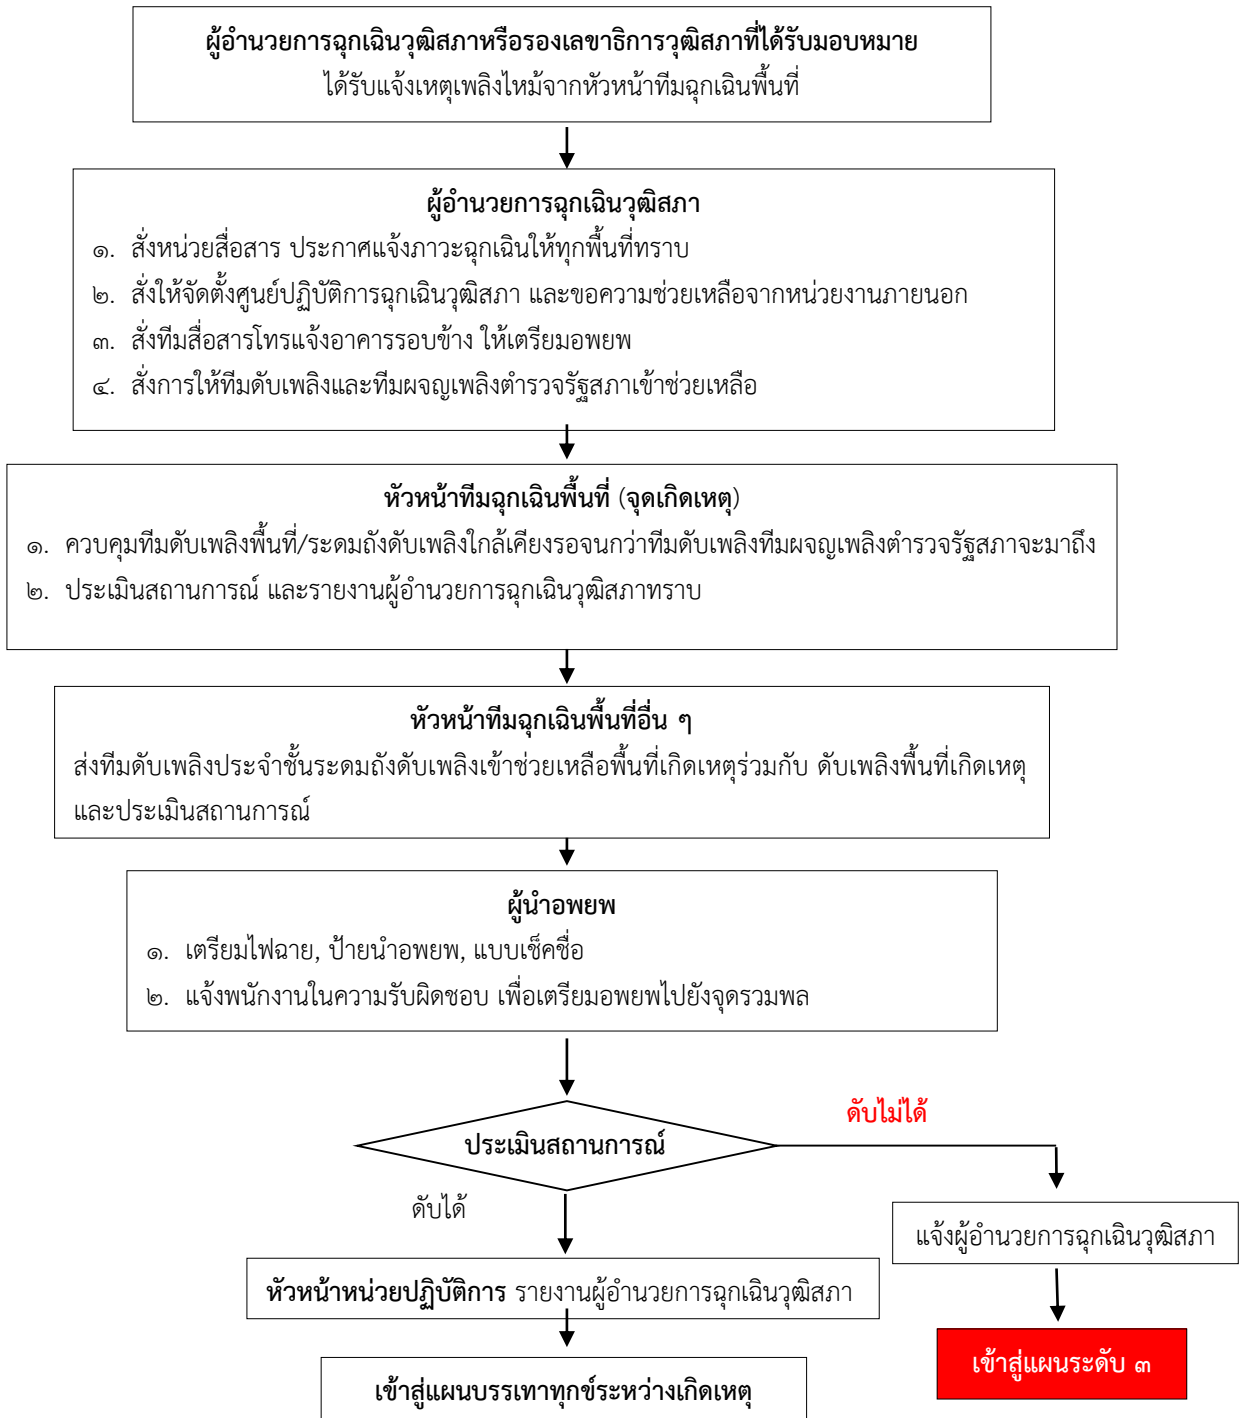 ผู้อำนวยการฉุกเฉินวุฒิสภาหรือรองเลขาธิการวุฒิสภาที่ได้รับมอบหมาย
ได้รับแจ้งเหตุเพลิงไหม้จากหัวหน้าทีมฉุกเฉินพื้นที่
ผู้อำนวยการฉุกเฉินวุฒิสภา
๑. สั่งหน่วยสื่อสาร ประกาศแจ้งภาวะฉุกเฉินให้ทุกพื้นที่ทราบ
๒. สั่งให้จัดตั้งศูนย์ปฏิบัติการฉุกเฉินวุฒิสภา และขอความช่วยเหลือจากหน่วยงานภายนอก
๓. สั่งทีมสื่อสารโทรแจ้งอาคารรอบข้าง ให้เตรียมอพยพ
๔. สั่งการให้ทีมดับเพลิงและทีมผจญเพลิงตำรวจรัฐสภาเข้าช่วยเหลือ
หัวหน้าทีมฉุกเฉินพื้นที่ (จุดเกิดเหตุ)
๑. ควบคุมทีมดับเพลิงพื้นที่/ระดมถังดับเพลิงใกล้เคียงรอจนกว่าทีมดับเพลิงทีมผจญเพลิงตำรวจรัฐสภาจะมาถึง
๒. ประเมินสถานการณ์ และรายงานผู้อำนวยการฉุกเฉินวุฒิสภาทราบ
หัวหน้าทีมฉุกเฉินพื้นที่อื่น ๆ
ส่งทีมดับเพลิงประจำชั้นระดมถังดับเพลิงเข้าช่วยเหลือพื้นที่เกิดเหตุร่วมกับ ดับเพลิงพื้นที่เกิดเหตุ
และประเมินสถานการณ์
ผู้นำอพยพ
๑. เตรียมไฟฉาย, ป้ายนำอพยพ, แบบเช็คชื่อ
๒. แจ้งพนักงานในความรับผิดชอบ เพื่อเตรียมอพยพไปยังจุดรวมพล
ดับไม่ได้
ประเมินสถานการณ์
ดับได้
แจ้งผู้อำนวยการฉุกเฉินวุฒิสภา
หัวหน้าหน่วยปฏิบัติการ รายงานผู้อำนวยการฉุกเฉินวุฒิสภา
เข้าสู่แผนระดับ ๓
เข้าสู่แผนบรรเทาทุกข์ระหว่างเกิดเหตุ